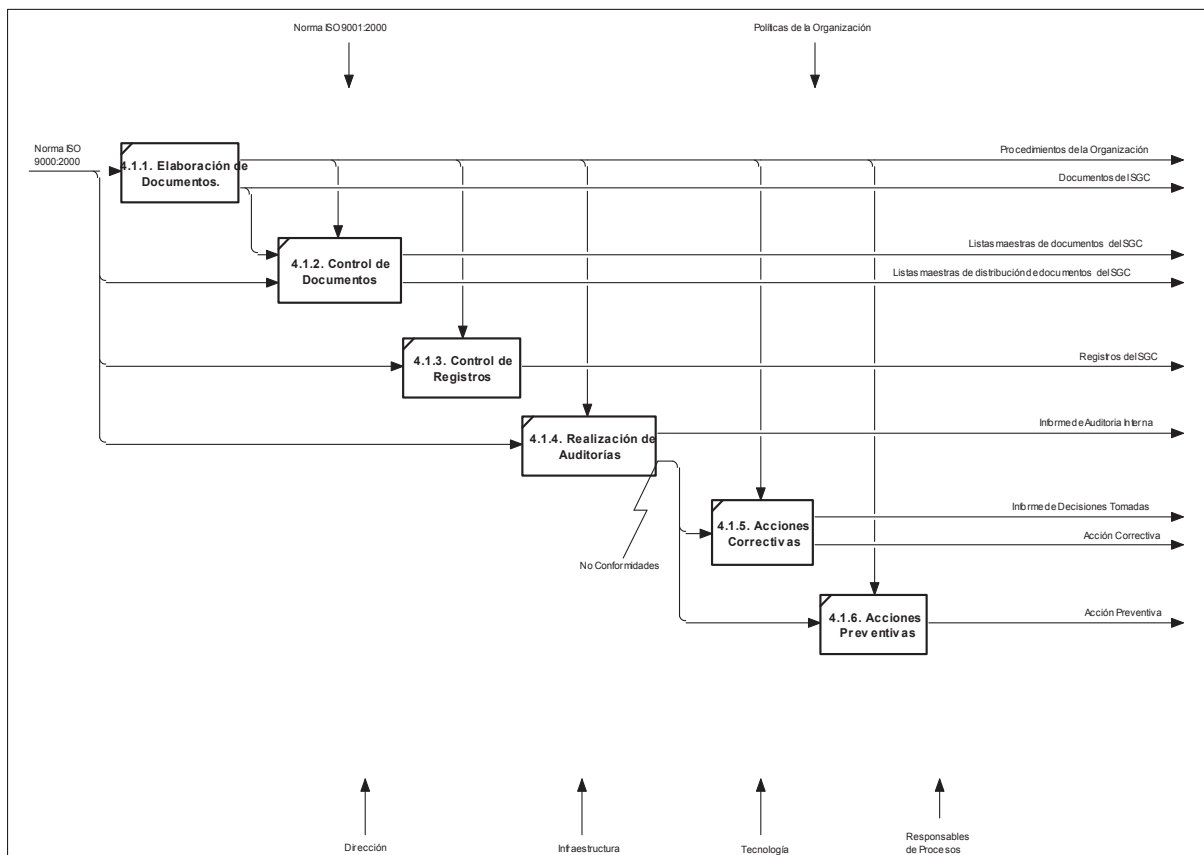 Norma ISO 9001:2000
Políticas de la Organización
Norma ISO
9000:2000
4.1.1. Elaboración de
Documentos.
Procedimientos de la Organización
Documentos del SGC
4.1.2. Control de
Documentos
Listas maestras de documentos del SGC
Listas maestras de distribución de documentos del SGC
4.1.3. Control de
Registros
Registros del SGC
4.1.4. Realización de
Auditorías
Informe de Auditoria Interna
4.1.5. Acciones
Correctivas
Informe de Decisiones Tomadas
Acción Correctiva
No Conformidades
4.1.6. Acciones
Preventivas
Acción Preventiva
Dirección
Infraestructura
Tecnología
Responsables
de Procesos